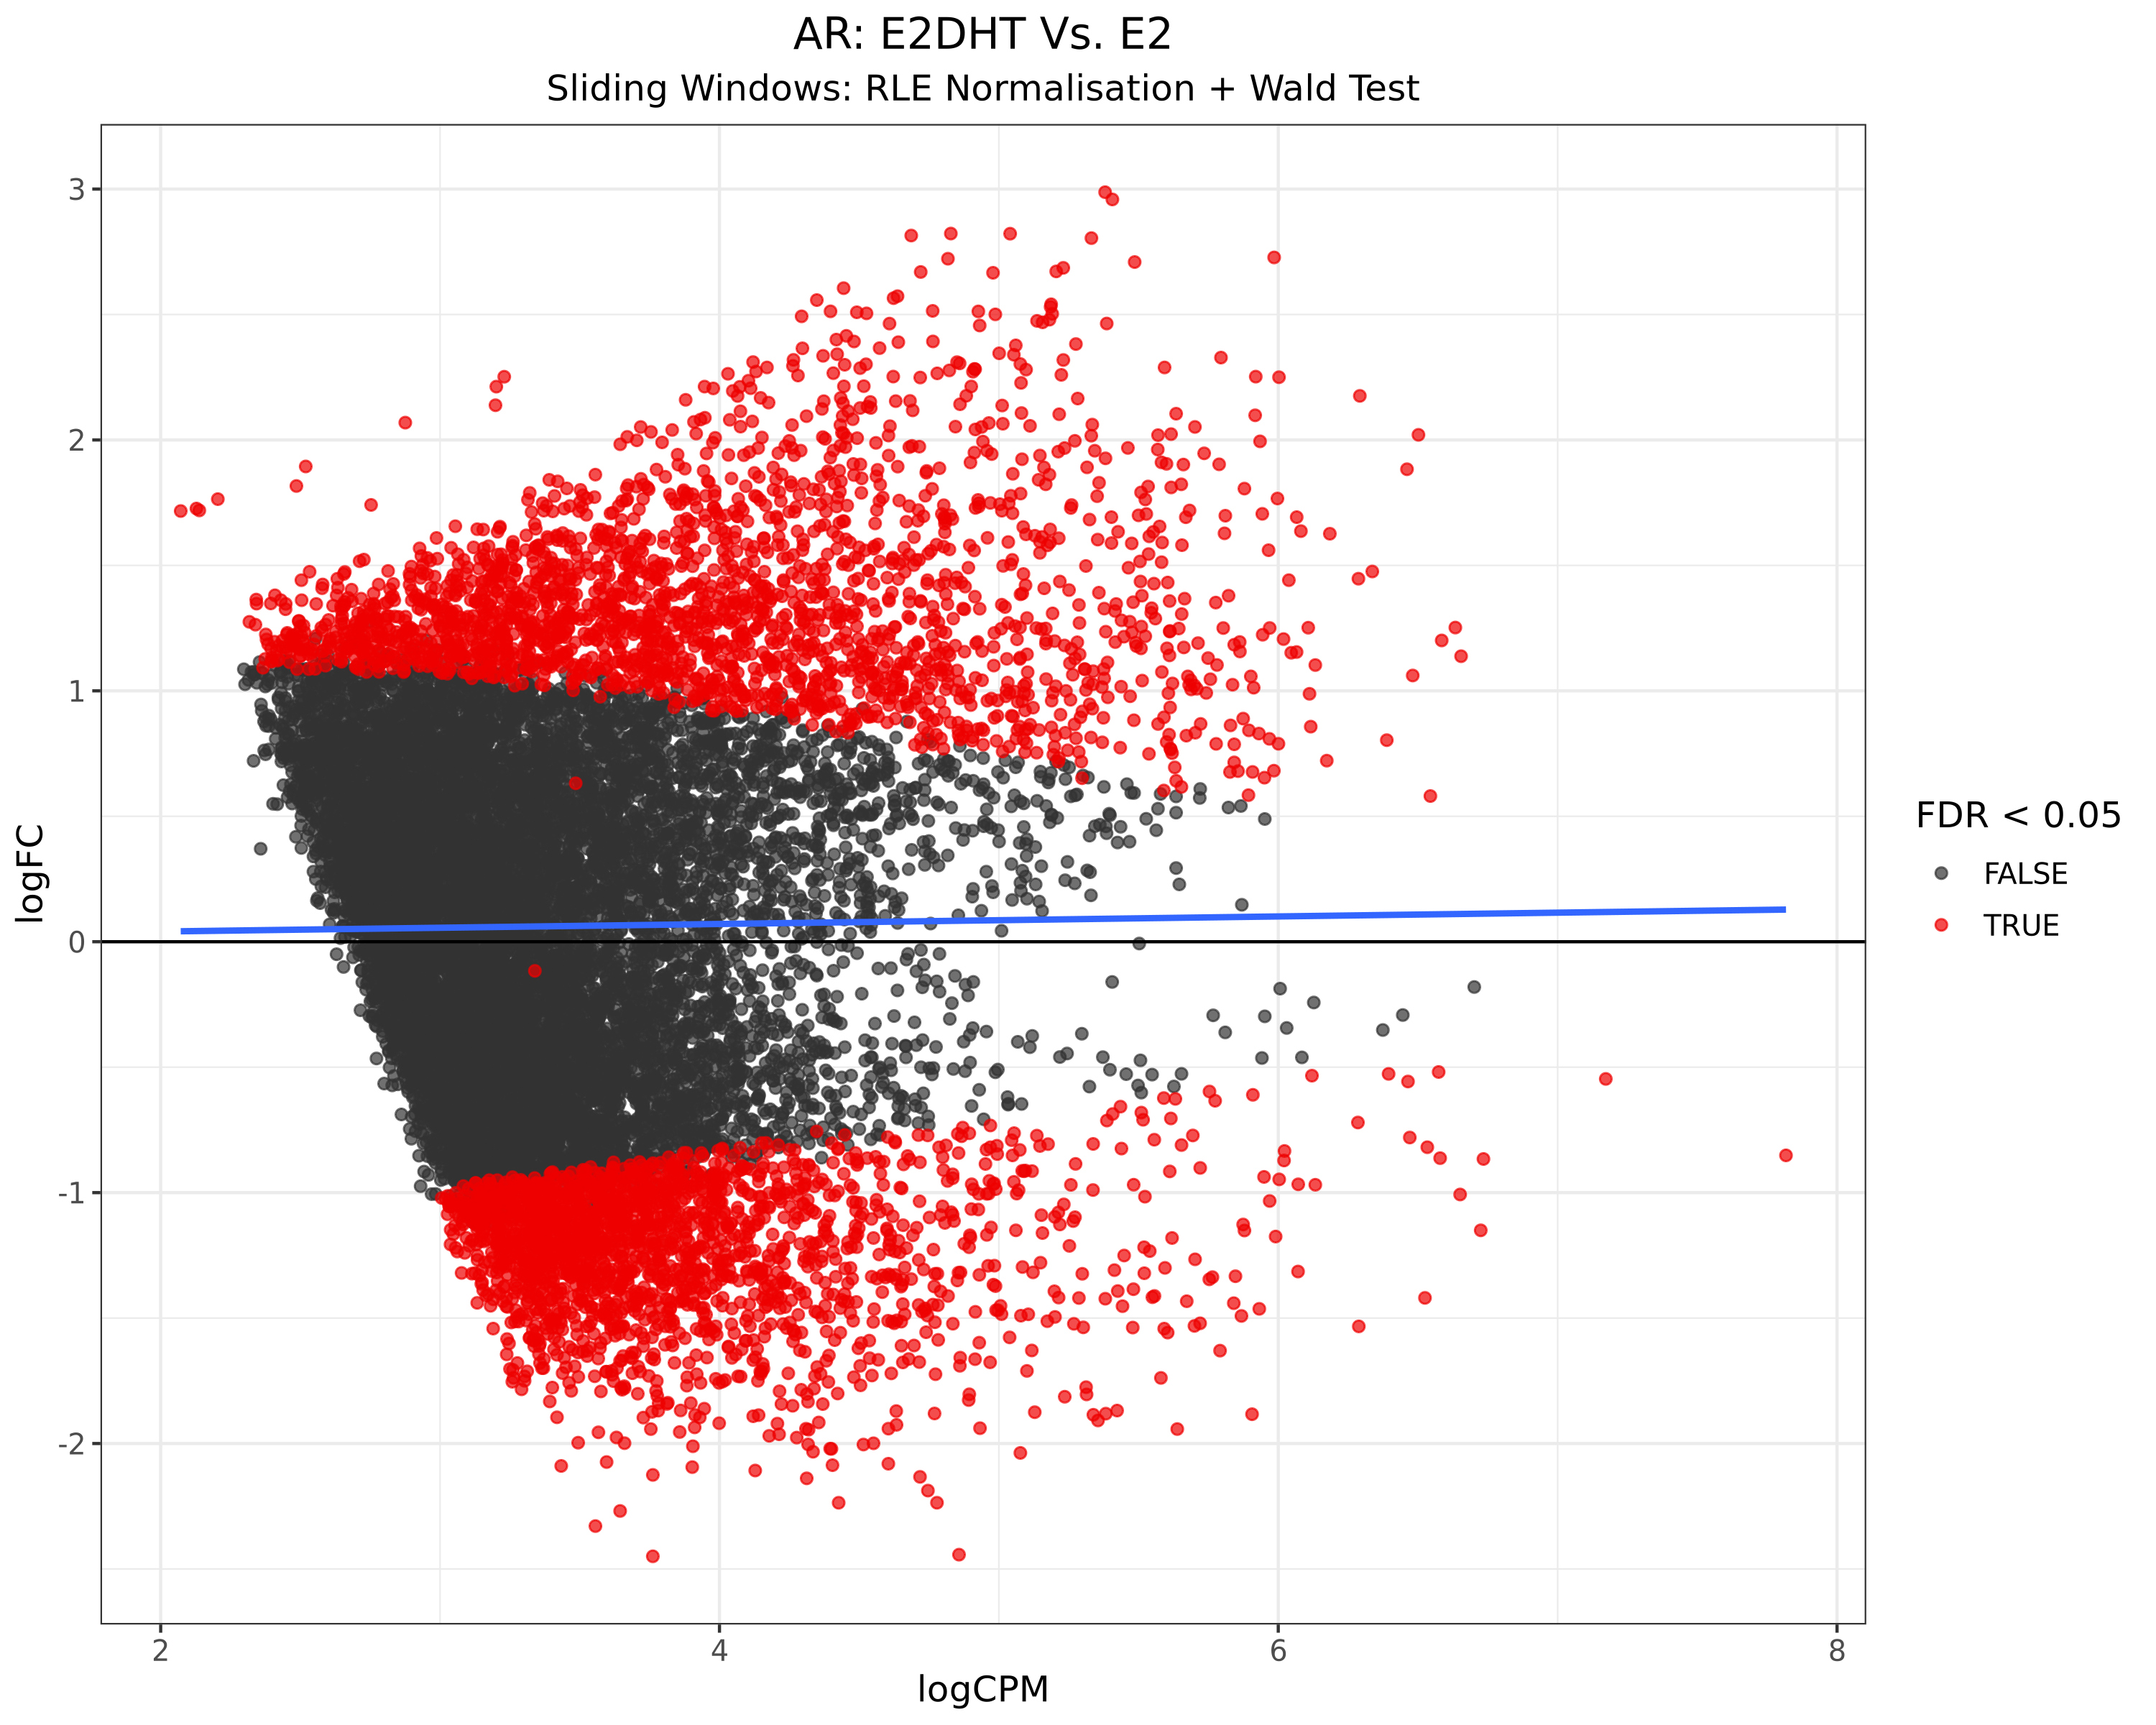 AR: E2DHT Vs. E2
Sliding Windows: RLE Normalisation + Wald Test
3
2
1
0
-1
-2
logFC
2
4
6
8
logCPM
FDR < 0.05
FALSE
TRUE